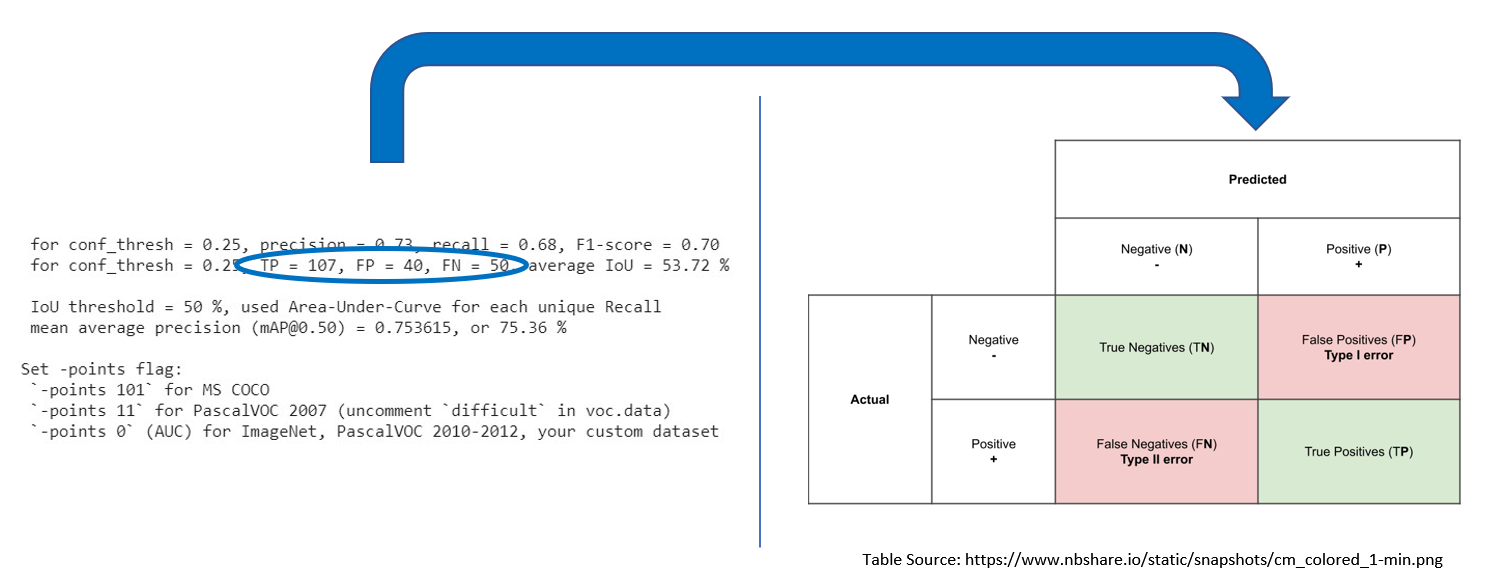 for conf_thresh = 0.25, precision = 0.73, recall = 0.68, F1-score = 0.70
for conf_thresh = 0.25, TP = 107, FP = 40, FN = 50, average IoU = 53.72 %
IoU threshold = 50 %, used Area-Under-Curve for each unique Recall
mean average precision (mAP@0.50) = 0.753615, or 75.36 %
Set -points flag:
`-points 101` for MS COCO
`-points 11` for PascalVOC 2007 (uncomment `difficult` in voc.data)
`-points 0` (AUC) for ImageNet, PascalVOC 2010-2012, your custom dataset
Predicted
Negative (N)
-
Positive (P)
+
Actual
Negative
-
True Negatives (TN)
False Positives (FP)
Type I error
Positive
+
False Negatives (FN)
Type II error
True Positives (TP)
Table Source: https://www.nbshare.io/static/snapshots/cm_colored_1-min.png